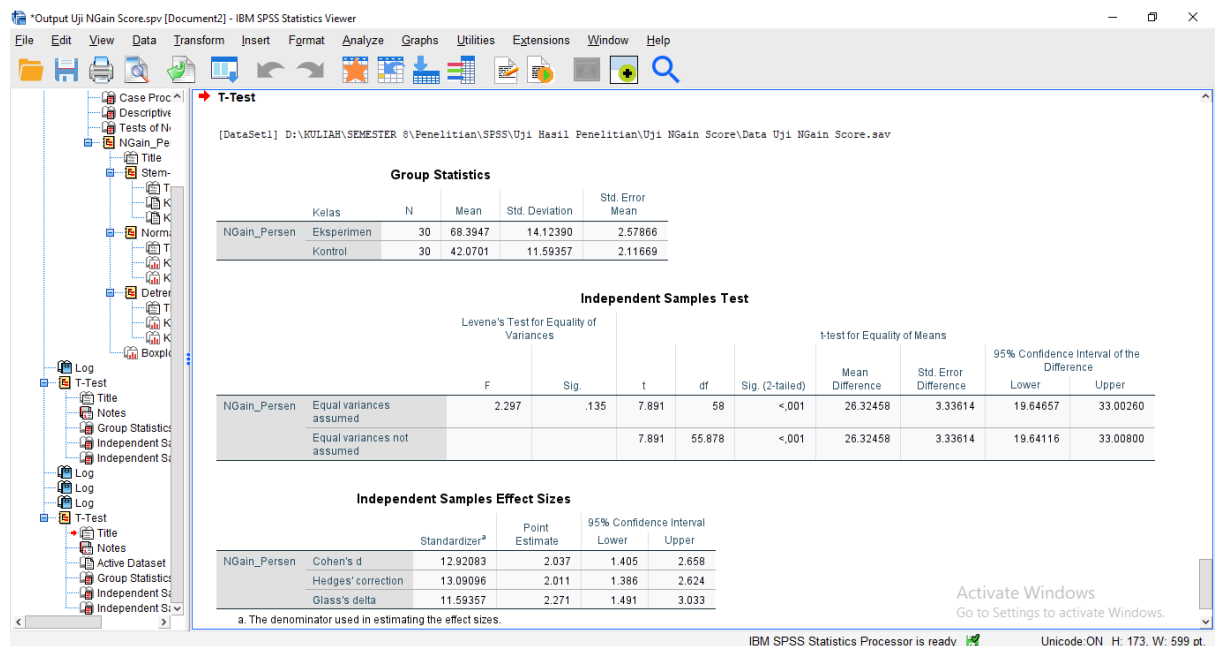 *Output Uji NGain Score.spv [Document2] - IBM SPSS Statistics Viewer
File Edit View Data Transform Insert Format Analyze Graphs Utilities Extensions Window Help
Case Proc
Descriptive
Tests of N
NGain_Pe
Title
Stem-
T
K
K
Norma
T
K
K
Detrer
T
K
K
Boxplo
Log
T-Test
Title
Notes
Group Statistics
Independent Sa
Independent Sa
Log
Log
Log
T-Test
Title
Notes
Active Dataset
Group Statistics
Independent Sa
Independent Sa
T-Test
[DataSet1] D:\KULIAH\SEMESTER 8\Penelitian\SPSS\Uji Hasil Penelitian\Uji NGain Score\Data Uji NGain Score.sav
Group Statistics
Kelas N Mean Std. Deviation Std. Error Mean
NGain_Persen Eksperimen 30 68.3947 14.12390 2.57866
Kontrol 30 42.0701 11.59357 2.11669
Independent Samples Test
Levene's Test for Equality of Variances t-test for Equality of Means
95% Confidence Interval of the Difference
F Sig. t df Sig. (2-tailed) Mean Difference Std. Error Difference Lower Upper
NGain_Persen Equal variances assumed 2.297 .135 7.891 58 <,001 26.32458 3.33614 19.64657 33.00260
Equal variances not assumed 7.891 55.878 <,001 26.32458 3.33614 19.64116 33.00800
Independent Samples Effect Sizes
Standardizerª Point Estimate 95% Confidence Interval
Lower Upper
NGain_Persen Cohen's d 12.92083 2.037 1.405 2.658
Hedges' correction 13.09096 2.011 1.386 2.624
Glass's delta 11.59357 2.271 1.491 3.033
a. The denominator used in estimating the effect sizes.
Activate Windows
Go to Settings to activate Windows.
IBM SPSS Statistics Processor is ready Unicode:ON H: 173, W: 599 pt.